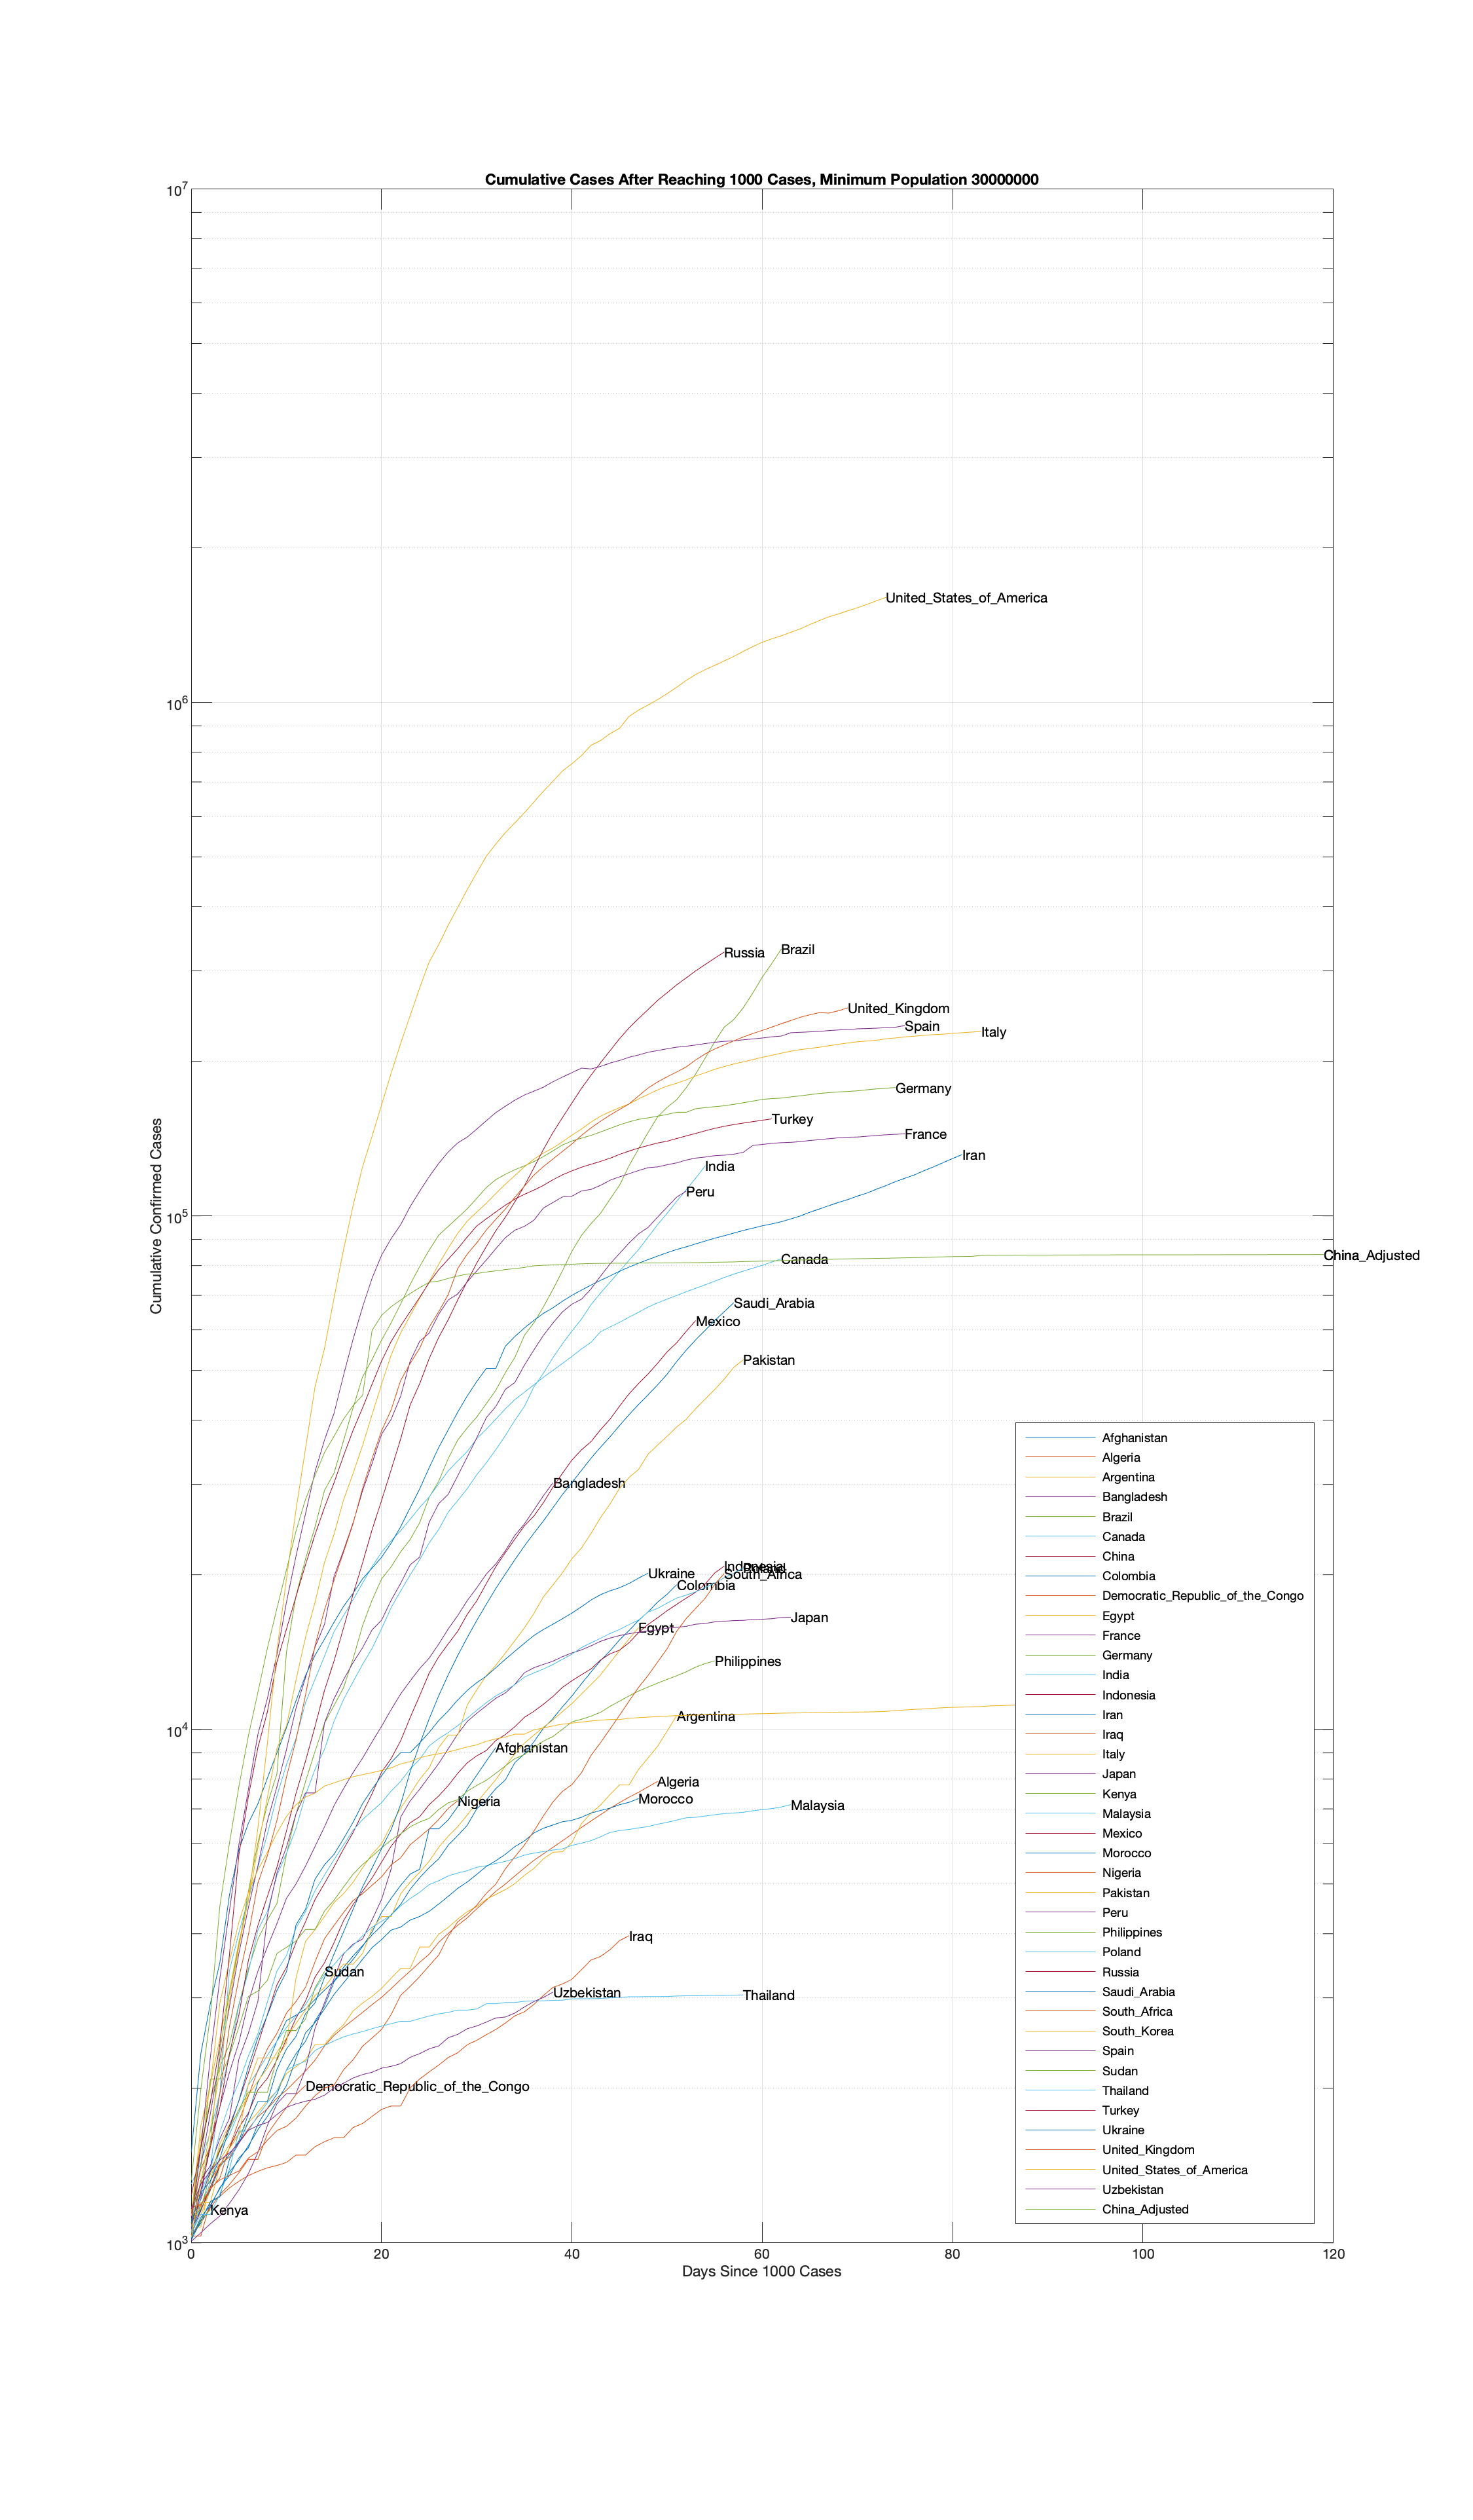 Cumulative Cases After Reaching 1000 Cases, Minimum Population 30000000
10^7
United_States_of_America
10^6
Brazil
Russia
United_Kingdom
Spain
Italy
Germany
Turkey
France
Iran
India
Peru
10^5
China_Adjusted
Canada
Saudi_Arabia
Mexico
Pakistan
Bangladesh
Indonesia
Poland
Ukraine
South_Africa
Colombia
Japan
Egypt
Philippines
Argentina
10^4
Afghanistan
Algeria
Morocco
Nigeria
Malaysia
Iraq
Sudan
Uzbekistan
Thailand
Democratic_Republic_of_the_Congo
Kenya
10^3
0 20 40 60 80 100 120
Days Since 1000 Cases
Cumulative Confirmed Cases
Afghanistan
Algeria
Argentina
Bangladesh
Brazil
Canada
China
Colombia
Democratic_Republic_of_the_Congo
Egypt
France
Germany
India
Indonesia
Iran
Iraq
Italy
Japan
Kenya
Malaysia
Mexico
Morocco
Nigeria
Pakistan
Peru
Philippines
Poland
Russia
Saudi_Arabia
South_Africa
South_Korea
Spain
Sudan
Thailand
Turkey
Ukraine
United_Kingdom
United_States_of_America
Uzbekistan
China_Adjusted